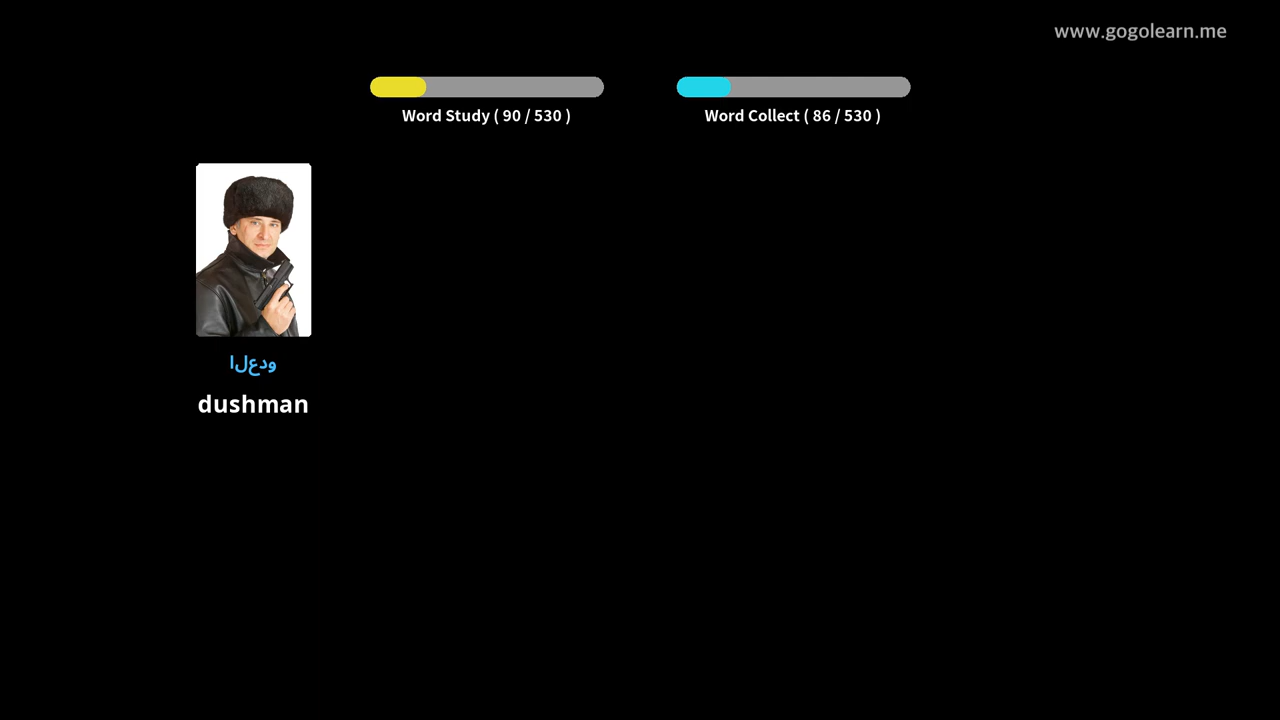 www.gogolearn.me
Word Study ( 90 / 530 )
Word Collect ( 86 / 530 )
العدو
dushman